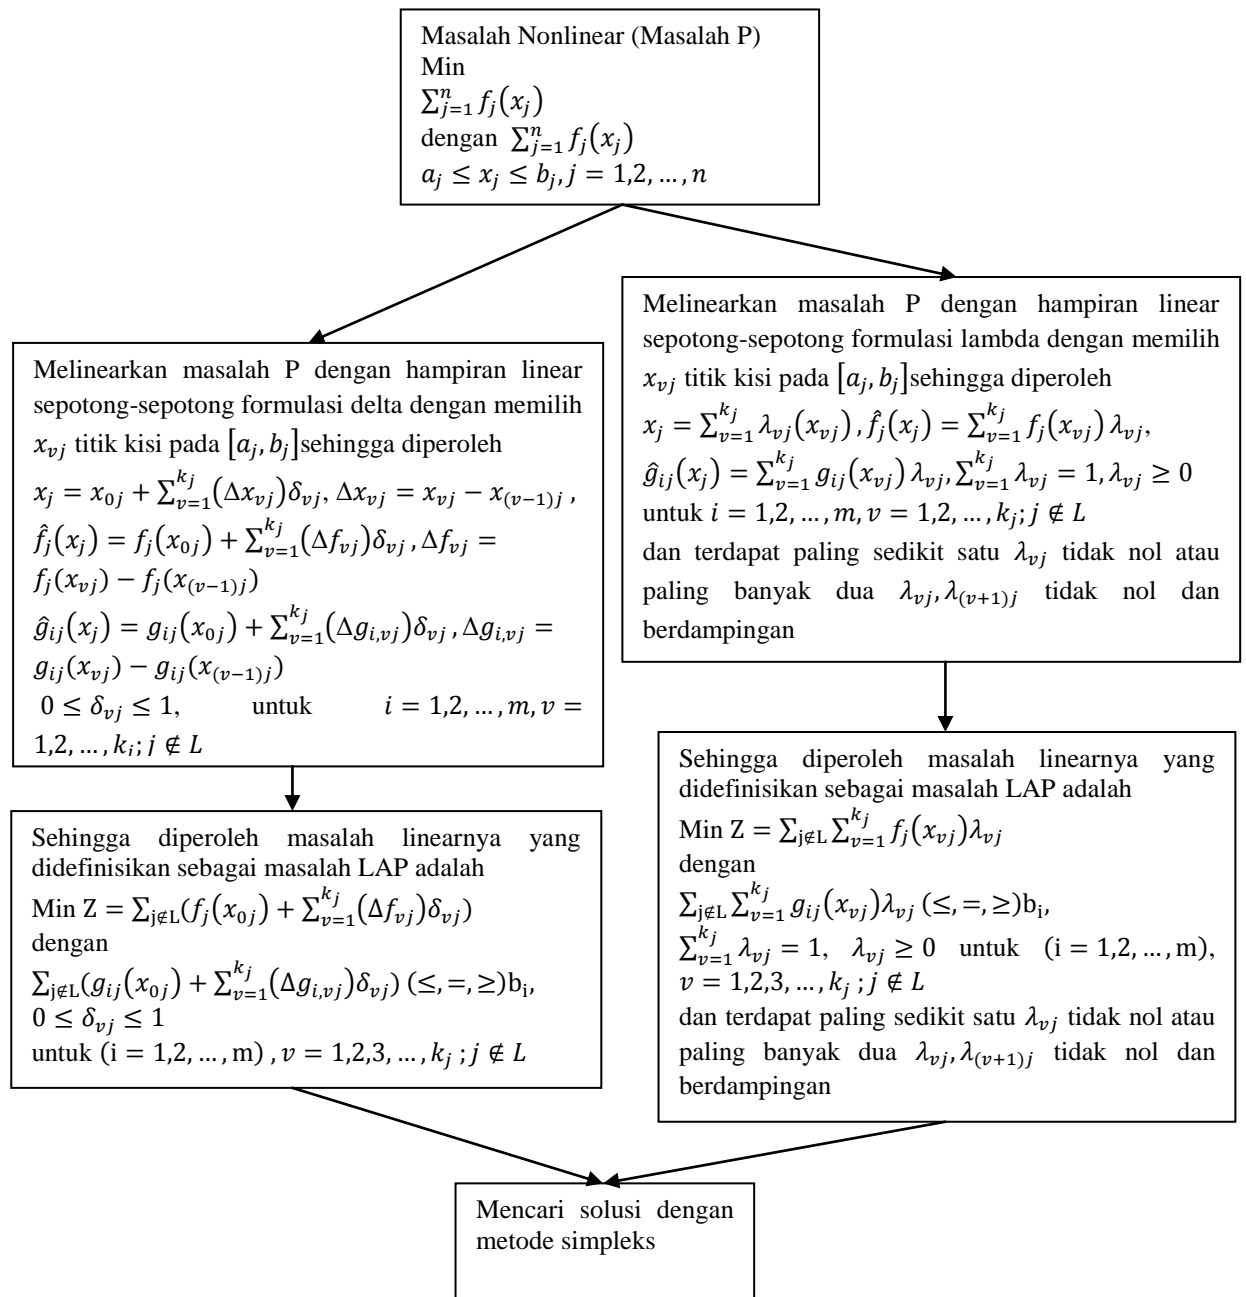 Masalah Nonlinear (Masalah P)
Min
∑_{j=1}^{n} f_j(x_j)
dengan ∑_{j=1}^{n} f_j(x_j)
a_j ≤ x_j ≤ b_j, j = 1,2, … , n
Melinearkan masalah P dengan hampiran linear
sepotong-sepotong formulasi delta dengan memilih
x_{vj} titik kisi pada [a_j, b_j]sehingga diperoleh
x_j = x_{0j} + ∑_{v=1}^{k_j}(Δx_{vj})δ_{vj}, Δx_{vj} = x_{vj} − x_{(v−1)j} ,
f̂_j(x_j) = f_j(x_{0j}) + ∑_{v=1}^{k_j}(Δf_{vj})δ_{vj} , Δf_{vj} =
f_j(x_{vj}) − f_j(x_{(v−1)j})
ĝ_{ij}(x_j) = g_{ij}(x_{0j}) + ∑_{v=1}^{k_j}(Δg_{i,vj})δ_{vj} , Δg_{i,vj} =
g_{ij}(x_{vj}) − g_{ij}(x_{(v−1)j})
0 ≤ δ_{vj} ≤ 1, untuk i = 1,2, … , m, v =
1,2, … , k_j; j ∉ L
Sehingga diperoleh masalah linearnya yang
didefinisikan sebagai masalah LAP adalah
Min Z = ∑_{j∉L}(f_j(x_{0j}) + ∑_{v=1}^{k_j}(Δf_{vj})δ_{vj})
dengan
∑_{j∉L}(g_{ij}(x_{0j}) + ∑_{v=1}^{k_j}(Δg_{i,vj})δ_{vj}) (≤, =, ≥)b_i,
0 ≤ δ_{vj} ≤ 1
untuk (i = 1,2, … , m) , v = 1,2,3, … , k_j ; j ∉ L
Melinearkan masalah P dengan hampiran linear
sepotong-sepotong formulasi lambda dengan memilih
x_{vj} titik kisi pada [a_j, b_j]sehingga diperoleh
x_j = ∑_{v=1}^{k_j} λ_{vj}(x_{vj}) , f̂_j(x_j) = ∑_{v=1}^{k_j} f_j(x_{vj}) λ_{vj},
ĝ_{ij}(x_j) = ∑_{v=1}^{k_j} g_{ij}(x_{vj}) λ_{vj}, ∑_{v=1}^{k_j} λ_{vj} = 1, λ_{vj} ≥ 0
untuk i = 1,2, … , m, v = 1,2, … , k_j; j ∉ L
dan terdapat paling sedikit satu λ_{vj} tidak nol atau
paling banyak dua λ_{vj}, λ_{(v+1)j} tidak nol dan
berdampingan
Sehingga diperoleh masalah linearnya yang
didefinisikan sebagai masalah LAP adalah
Min Z = ∑_{j∉L} ∑_{v=1}^{k_j} f_j(x_{vj})λ_{vj}
dengan
∑_{j∉L} ∑_{v=1}^{k_j} g_{ij}(x_{vj})λ_{vj} (≤, =, ≥)b_i,
∑_{v=1}^{k_j} λ_{vj} = 1, λ_{vj} ≥ 0 untuk (i = 1,2, … , m),
v = 1,2,3, … , k_j ; j ∉ L
dan terdapat paling sedikit satu λ_{vj} tidak nol atau
paling banyak dua λ_{vj}, λ_{(v+1)j} tidak nol dan
berdampingan
Mencari solusi dengan
metode simpleks